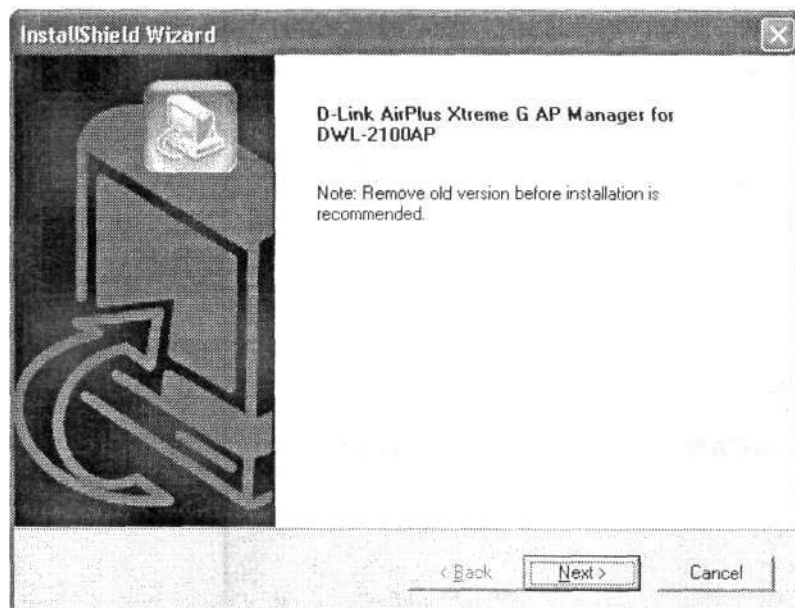 InstallShield Wizard
D-Link AirPlus Xtreme G AP Manager for
DWL-2100AP
Note: Remove old version before installation is
recommended.
< Back
Next >
Cancel